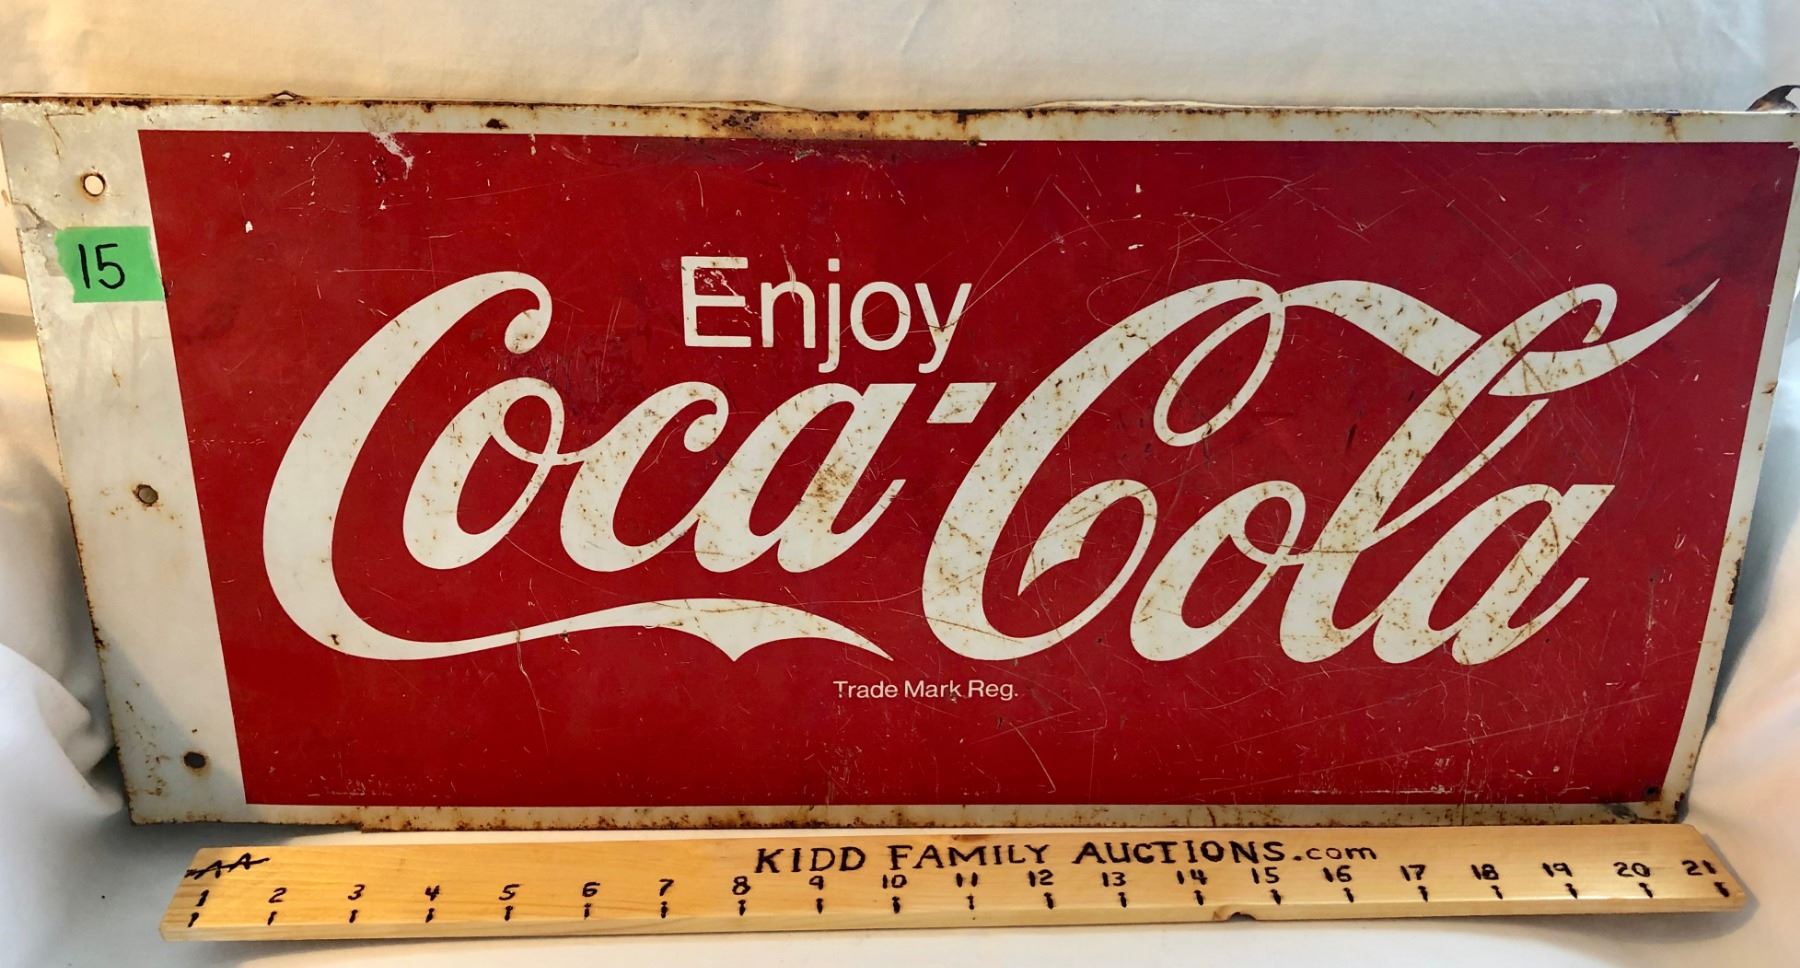 15
Enjoy
Coca-Cola
Trade Mark Reg.
KIDD FAMILY AUCTIONS.com
1 2 3 4 5 6 7 8 9 10 11 12 13 14 15 16 17 18 19 20 21